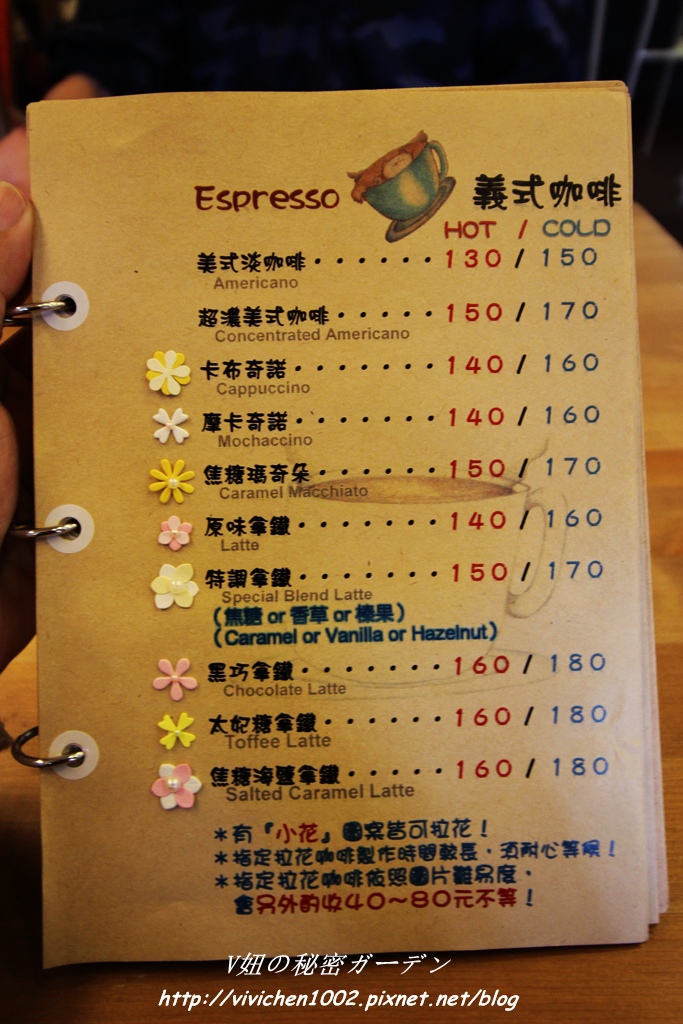 Espresso 義式咖啡
HOT / COLD
美式淡咖啡······130 / 150
Americano
超濃美式咖啡·····150 / 170
Concentrated Americano
卡布奇諾·······140 / 160
Cappuccino
摩卡奇諾·······140 / 160
Mochaccino
焦糖瑪奇朵······150 / 170
Caramel Macchiato
原味拿鐵·······140 / 160
Latte
特調拿鐵·······150 / 170
Special Blend Latte
(焦糖 or 香草 or 榛果)
(Caramel or Vanilla or Hazelnut)
黑巧拿鐵·······160 / 180
Chocolate Latte
太妃糖拿鐵······160 / 180
Toffee Latte
焦糖海鹽拿鐵·····160 / 180
Salted Caramel Latte
*有『小花』圖案皆可拉花！
*指定拉花咖啡製作時間較長，須耐心等候！
*指定拉花咖啡依照圖片難易度，
會另外酌收40～80元不等！
V妞の秘密ガーデン
http://vivichen1002.pixnet.net/blog